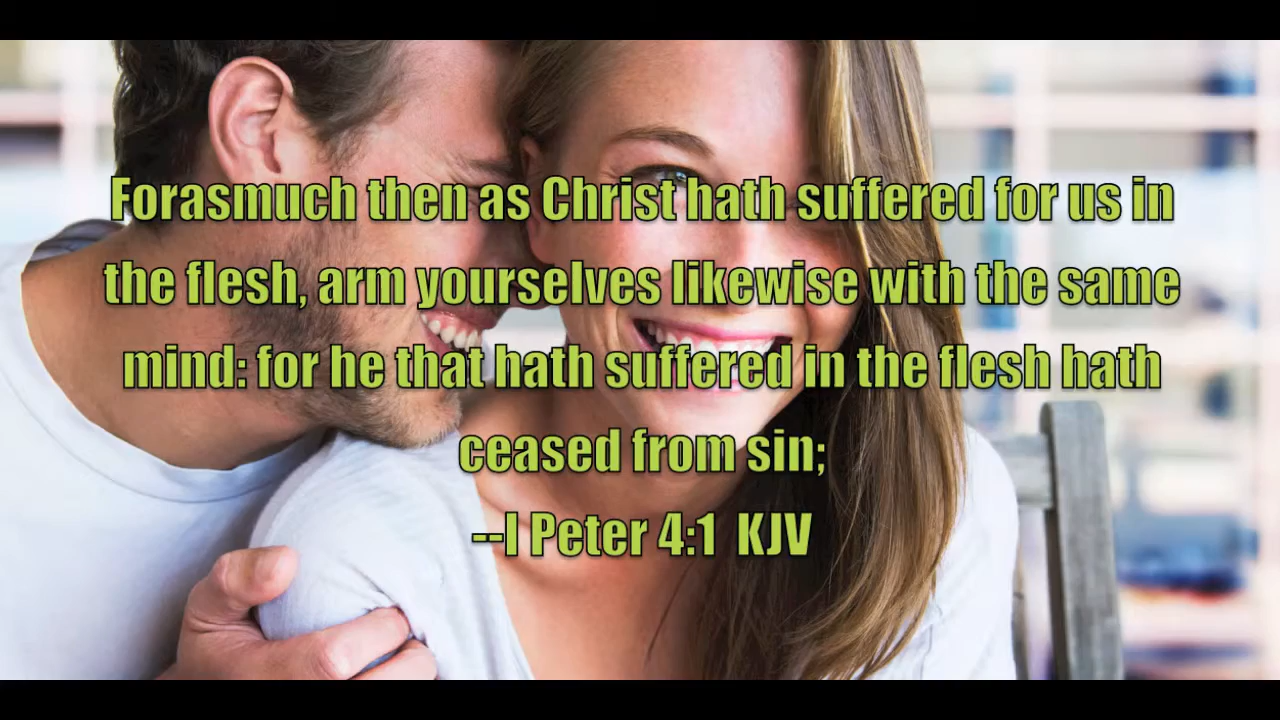 Forasmuch then as Christ hath suffered for us in
the flesh, arm yourselves likewise with the same
mind: for he that hath suffered in the flesh hath
ceased from sin;
--I Peter 4:1  KJV